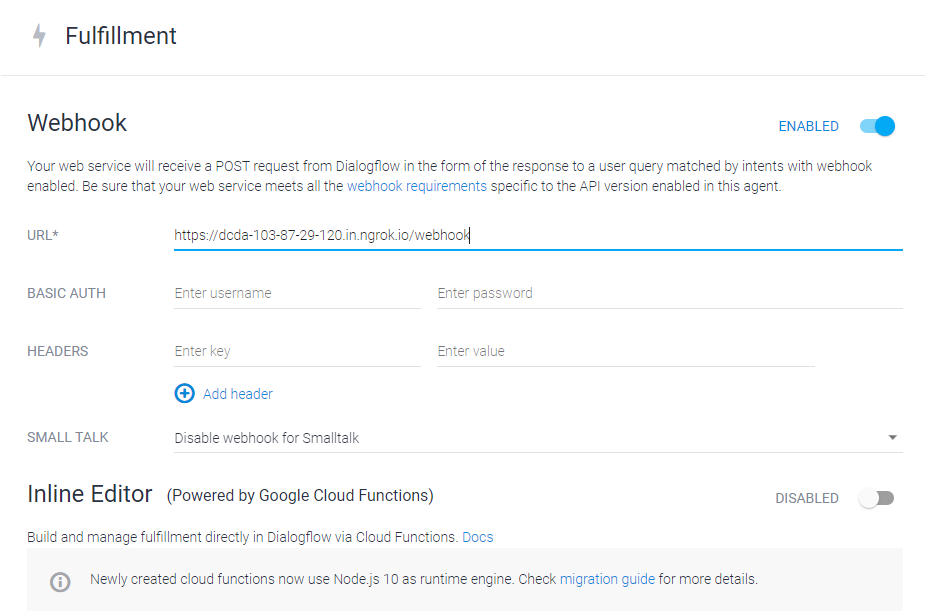 Fulfillment
Webhook
ENABLED
Your web service will receive a POST request from Dialogflow in the form of the response to a user query matched by intents with webhook
enabled. Be sure that your web service meets all the webhook requirements specific to the API version enabled in this agent.
URL*
https://dcda-103-87-29-120.in.ngrok.io/webhook
BASIC AUTH
Enter username
Enter password
HEADERS
Enter key
Enter value
Add header
SMALL TALK
Disable webhook for Smalltalk
Inline Editor (Powered by Google Cloud Functions)
DISABLED
Build and manage fulfillment directly in Dialogflow via Cloud Functions. Docs
Newly created cloud functions now use Node.js 10 as runtime engine. Check migration guide for more details.